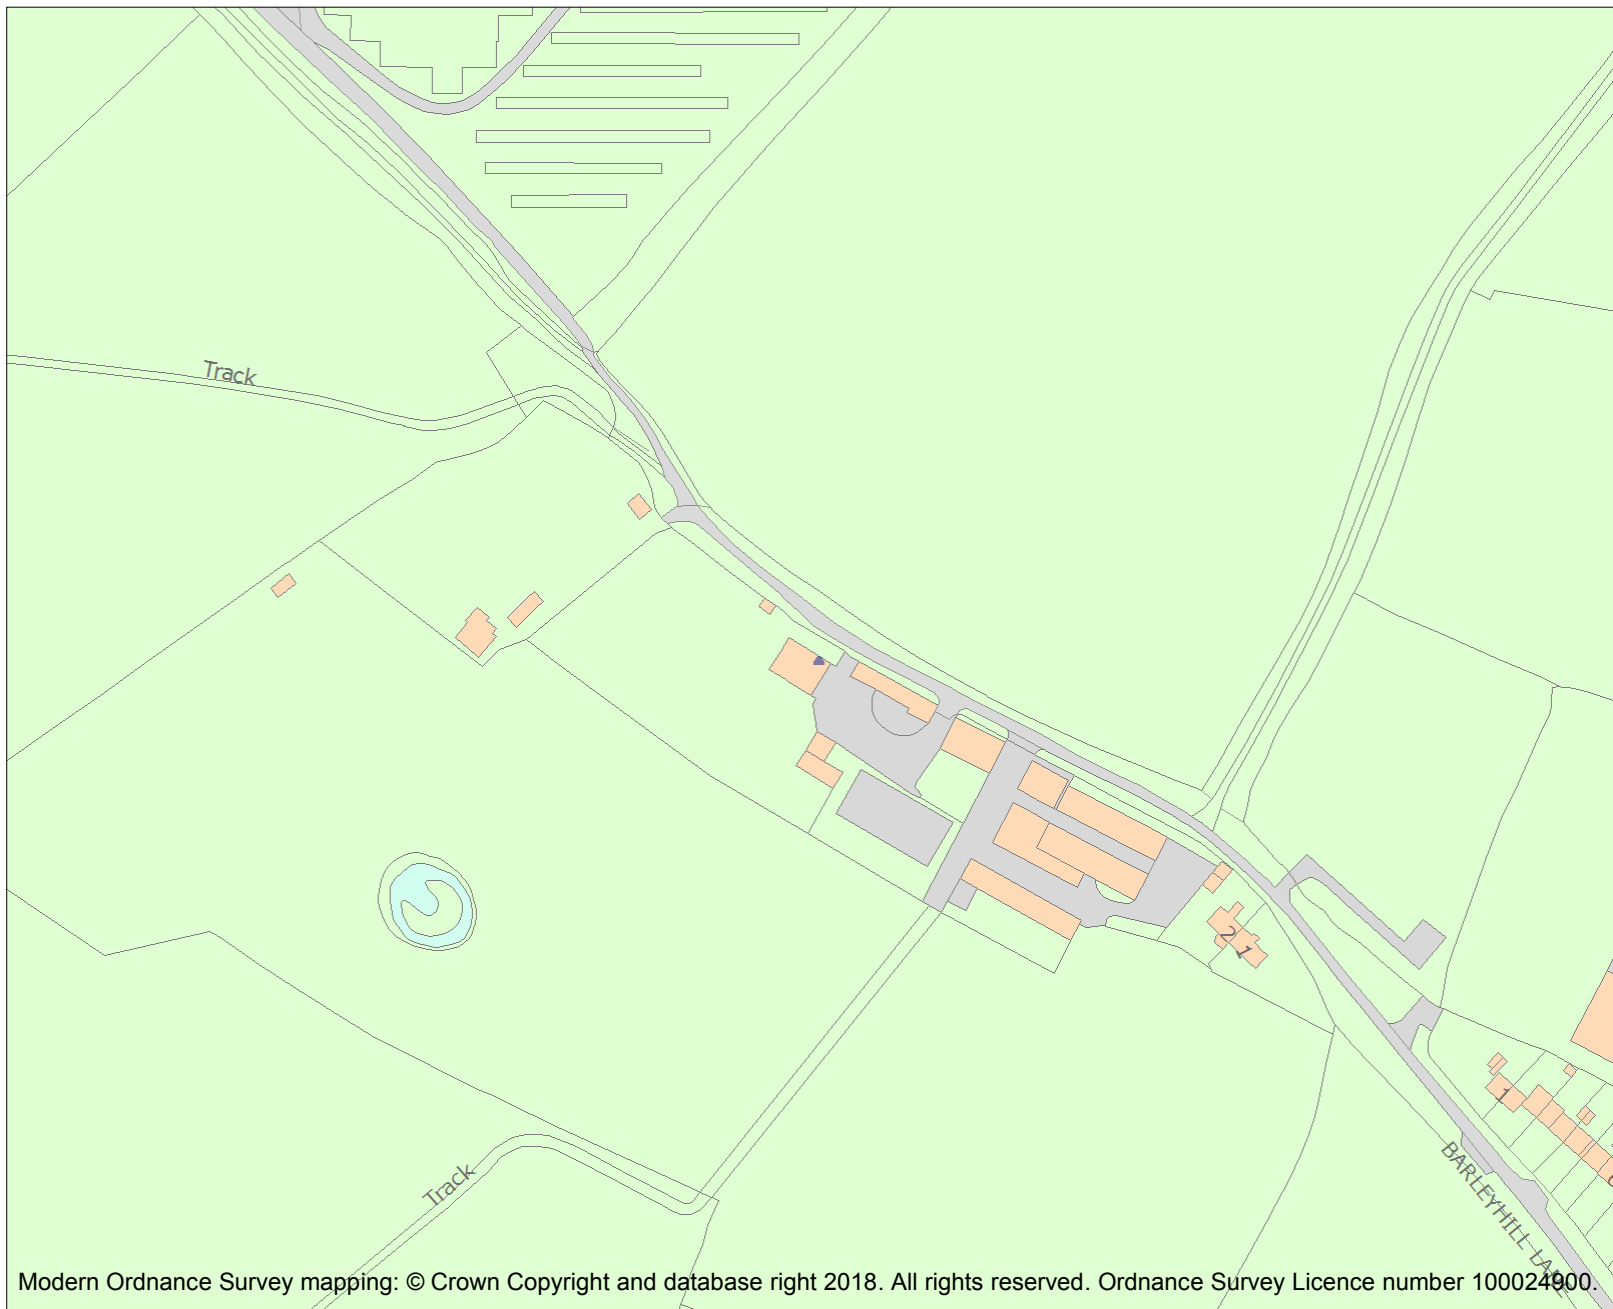 Track
2
1
1
Track
BARLEYHILL LANE
Modern Ordnance Survey mapping: © Crown Copyright and database right 2018. All rights reserved. Ordnance Survey Licence number 100024900.